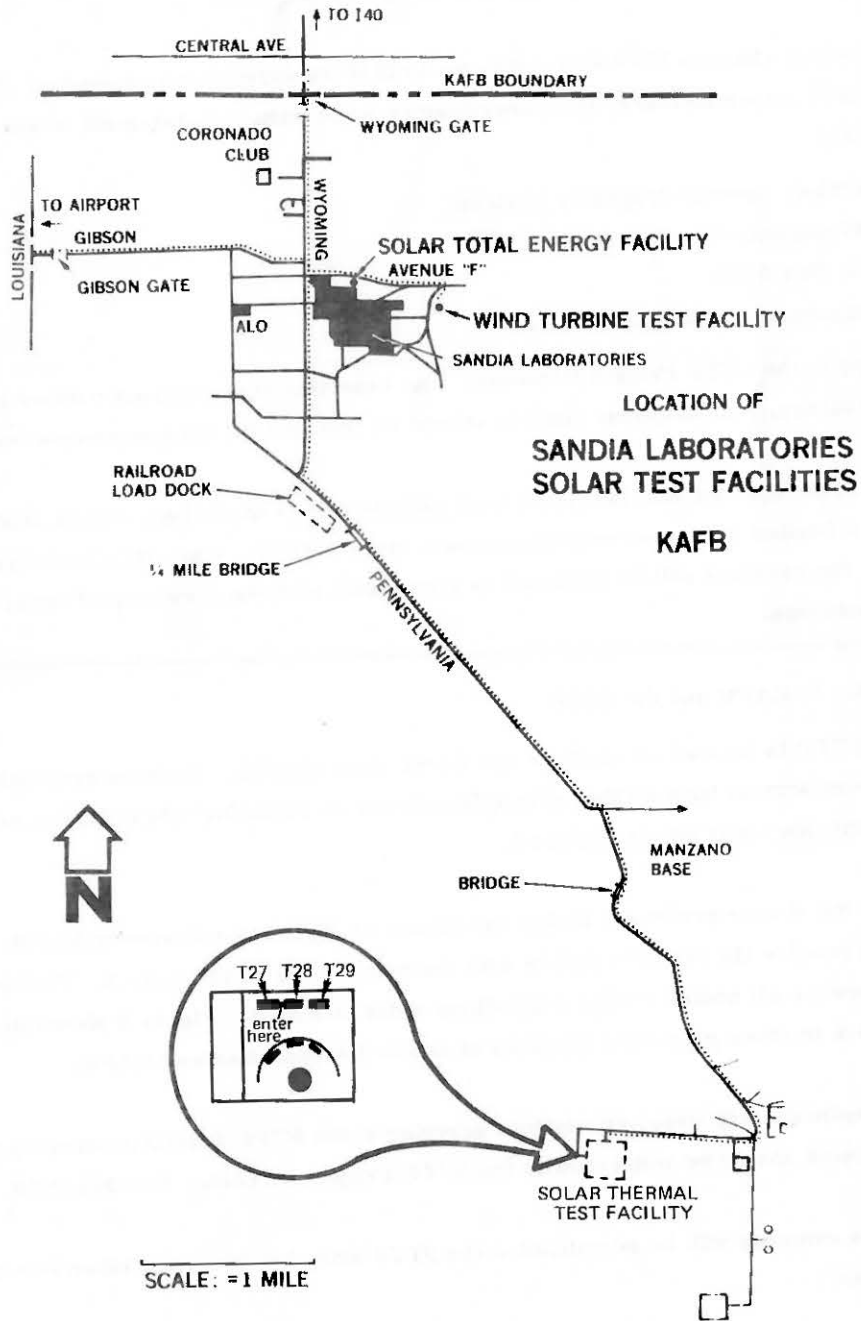 TO I40
CENTRAL AVE
KAFB BOUNDARY
WYOMING GATE
CORONADO
CLUB
WYOMING
TO AIRPORT
GIBSON
LOUISIANA
GIBSON GATE
SOLAR TOTAL ENERGY FACILITY
AVENUE "F"
ALO
WIND TURBINE TEST FACILITY
SANDIA LABORATORIES
LOCATION OF
SANDIA LABORATORIES
SOLAR TEST FACILITIES
KAFB
RAILROAD
LOAD DOCK
¼ MILE BRIDGE
PENNSYLVANIA
MANZANO
BASE
BRIDGE
N
T27 T28 T29
enter
here
SOLAR THERMAL
TEST FACILITY
SCALE: =1 MILE